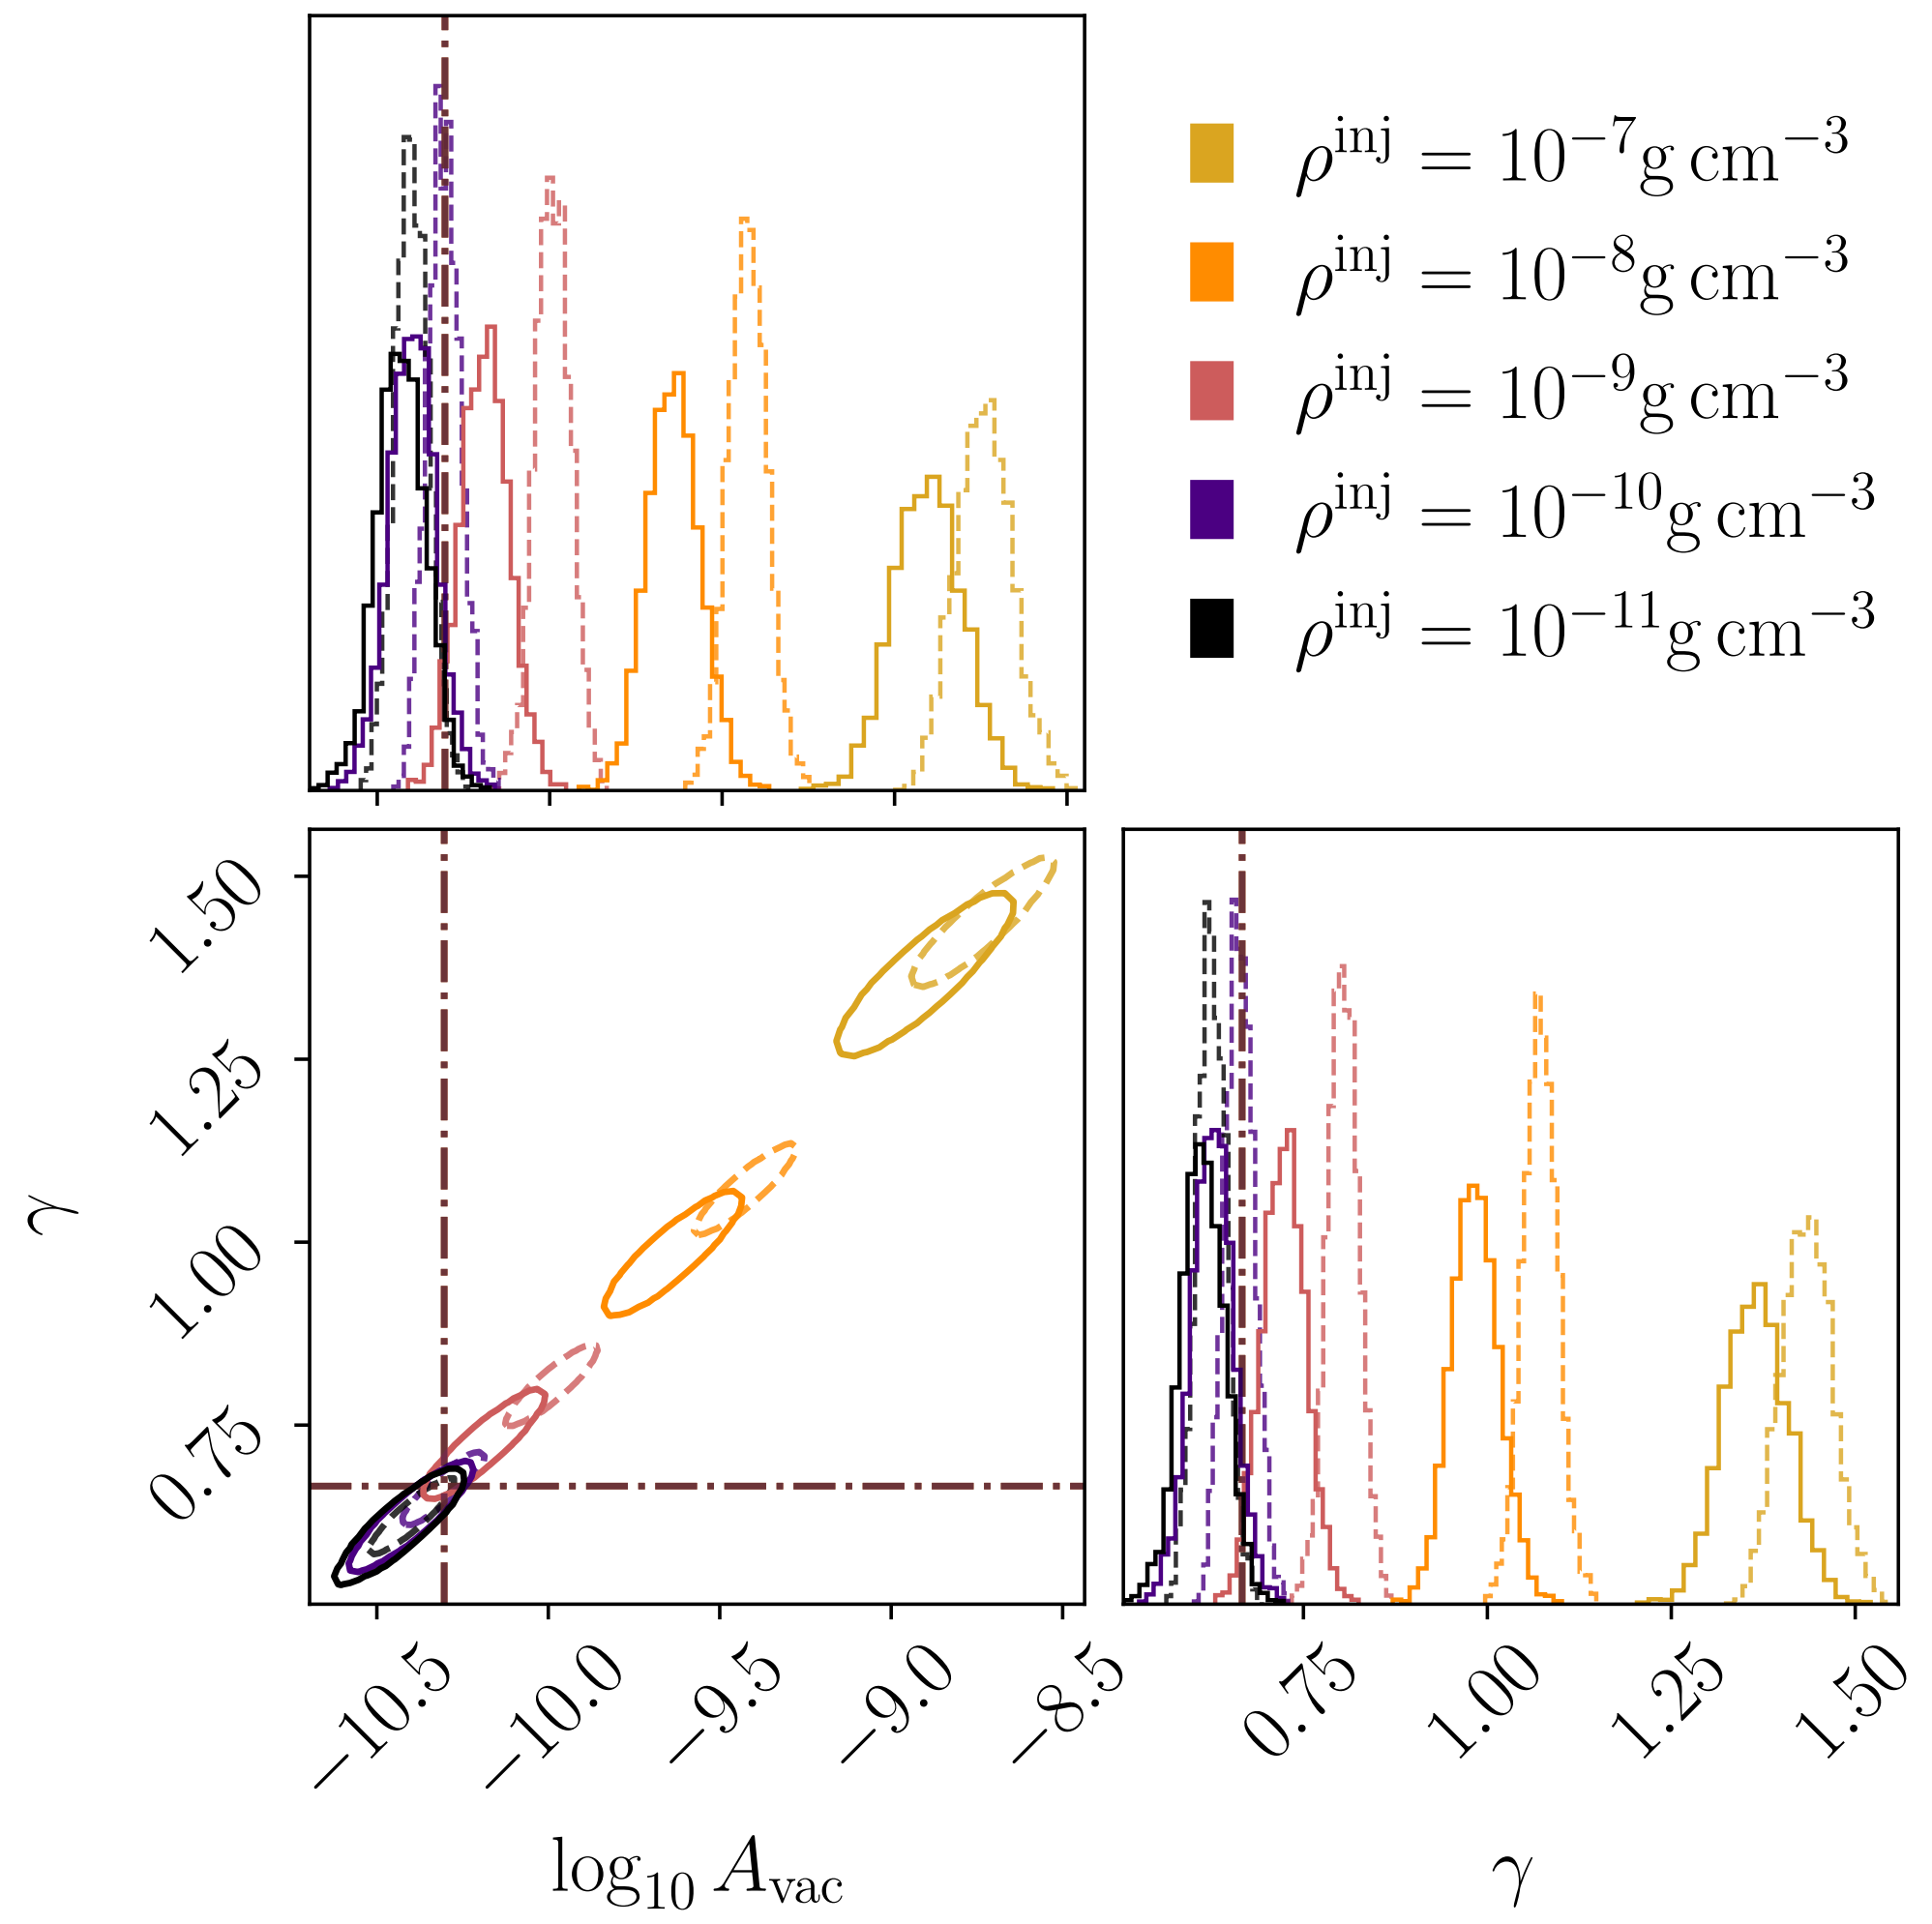 ρ^inj = 10^−7 g cm^−3
ρ^inj = 10^−8 g cm^−3
ρ^inj = 10^−9 g cm^−3
ρ^inj = 10^−10 g cm^−3
ρ^inj = 10^−11 g cm^−3
1.50
1.25
1.00
0.75
γ
−10.5 −10.0 −9.5 −9.0 −8.5
0.75 1.00 1.25 1.50
log_10 A_vac
γ